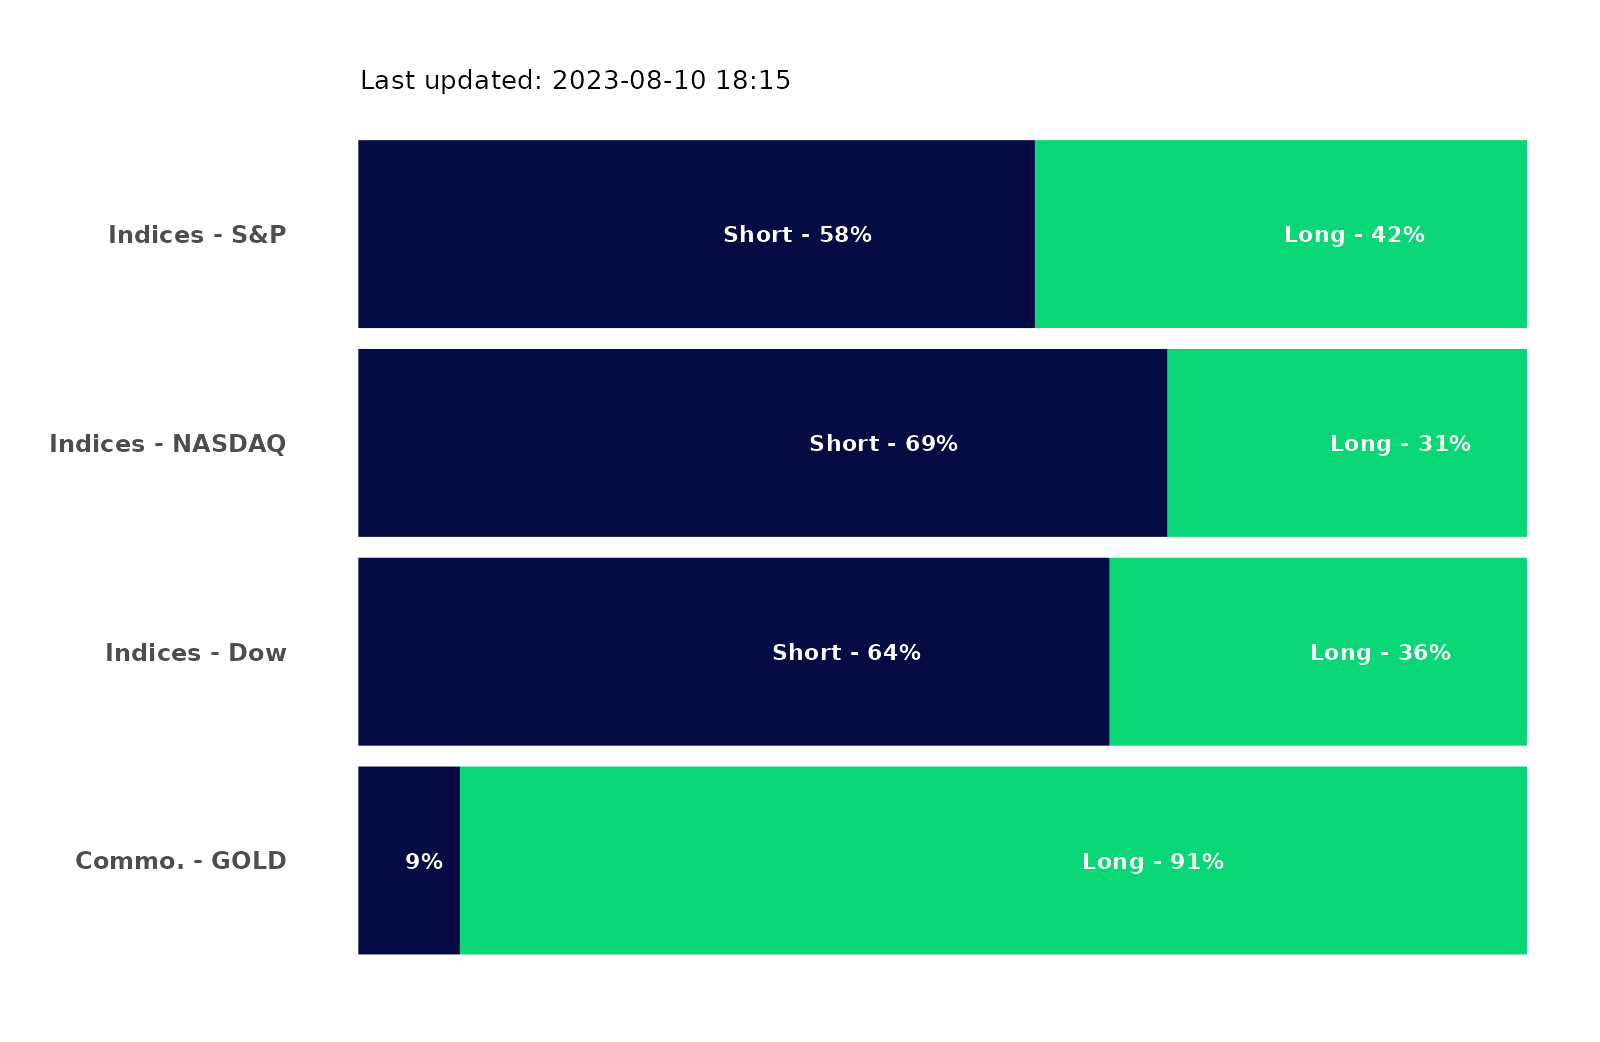 Last updated: 2023-08-10 18:15
Indices - S&P
Short - 58%
Long - 42%
Indices - NASDAQ
Short - 69%
Long - 31%
Indices - Dow
Short - 64%
Long - 36%
Commo. - GOLD
9%
Long - 91%